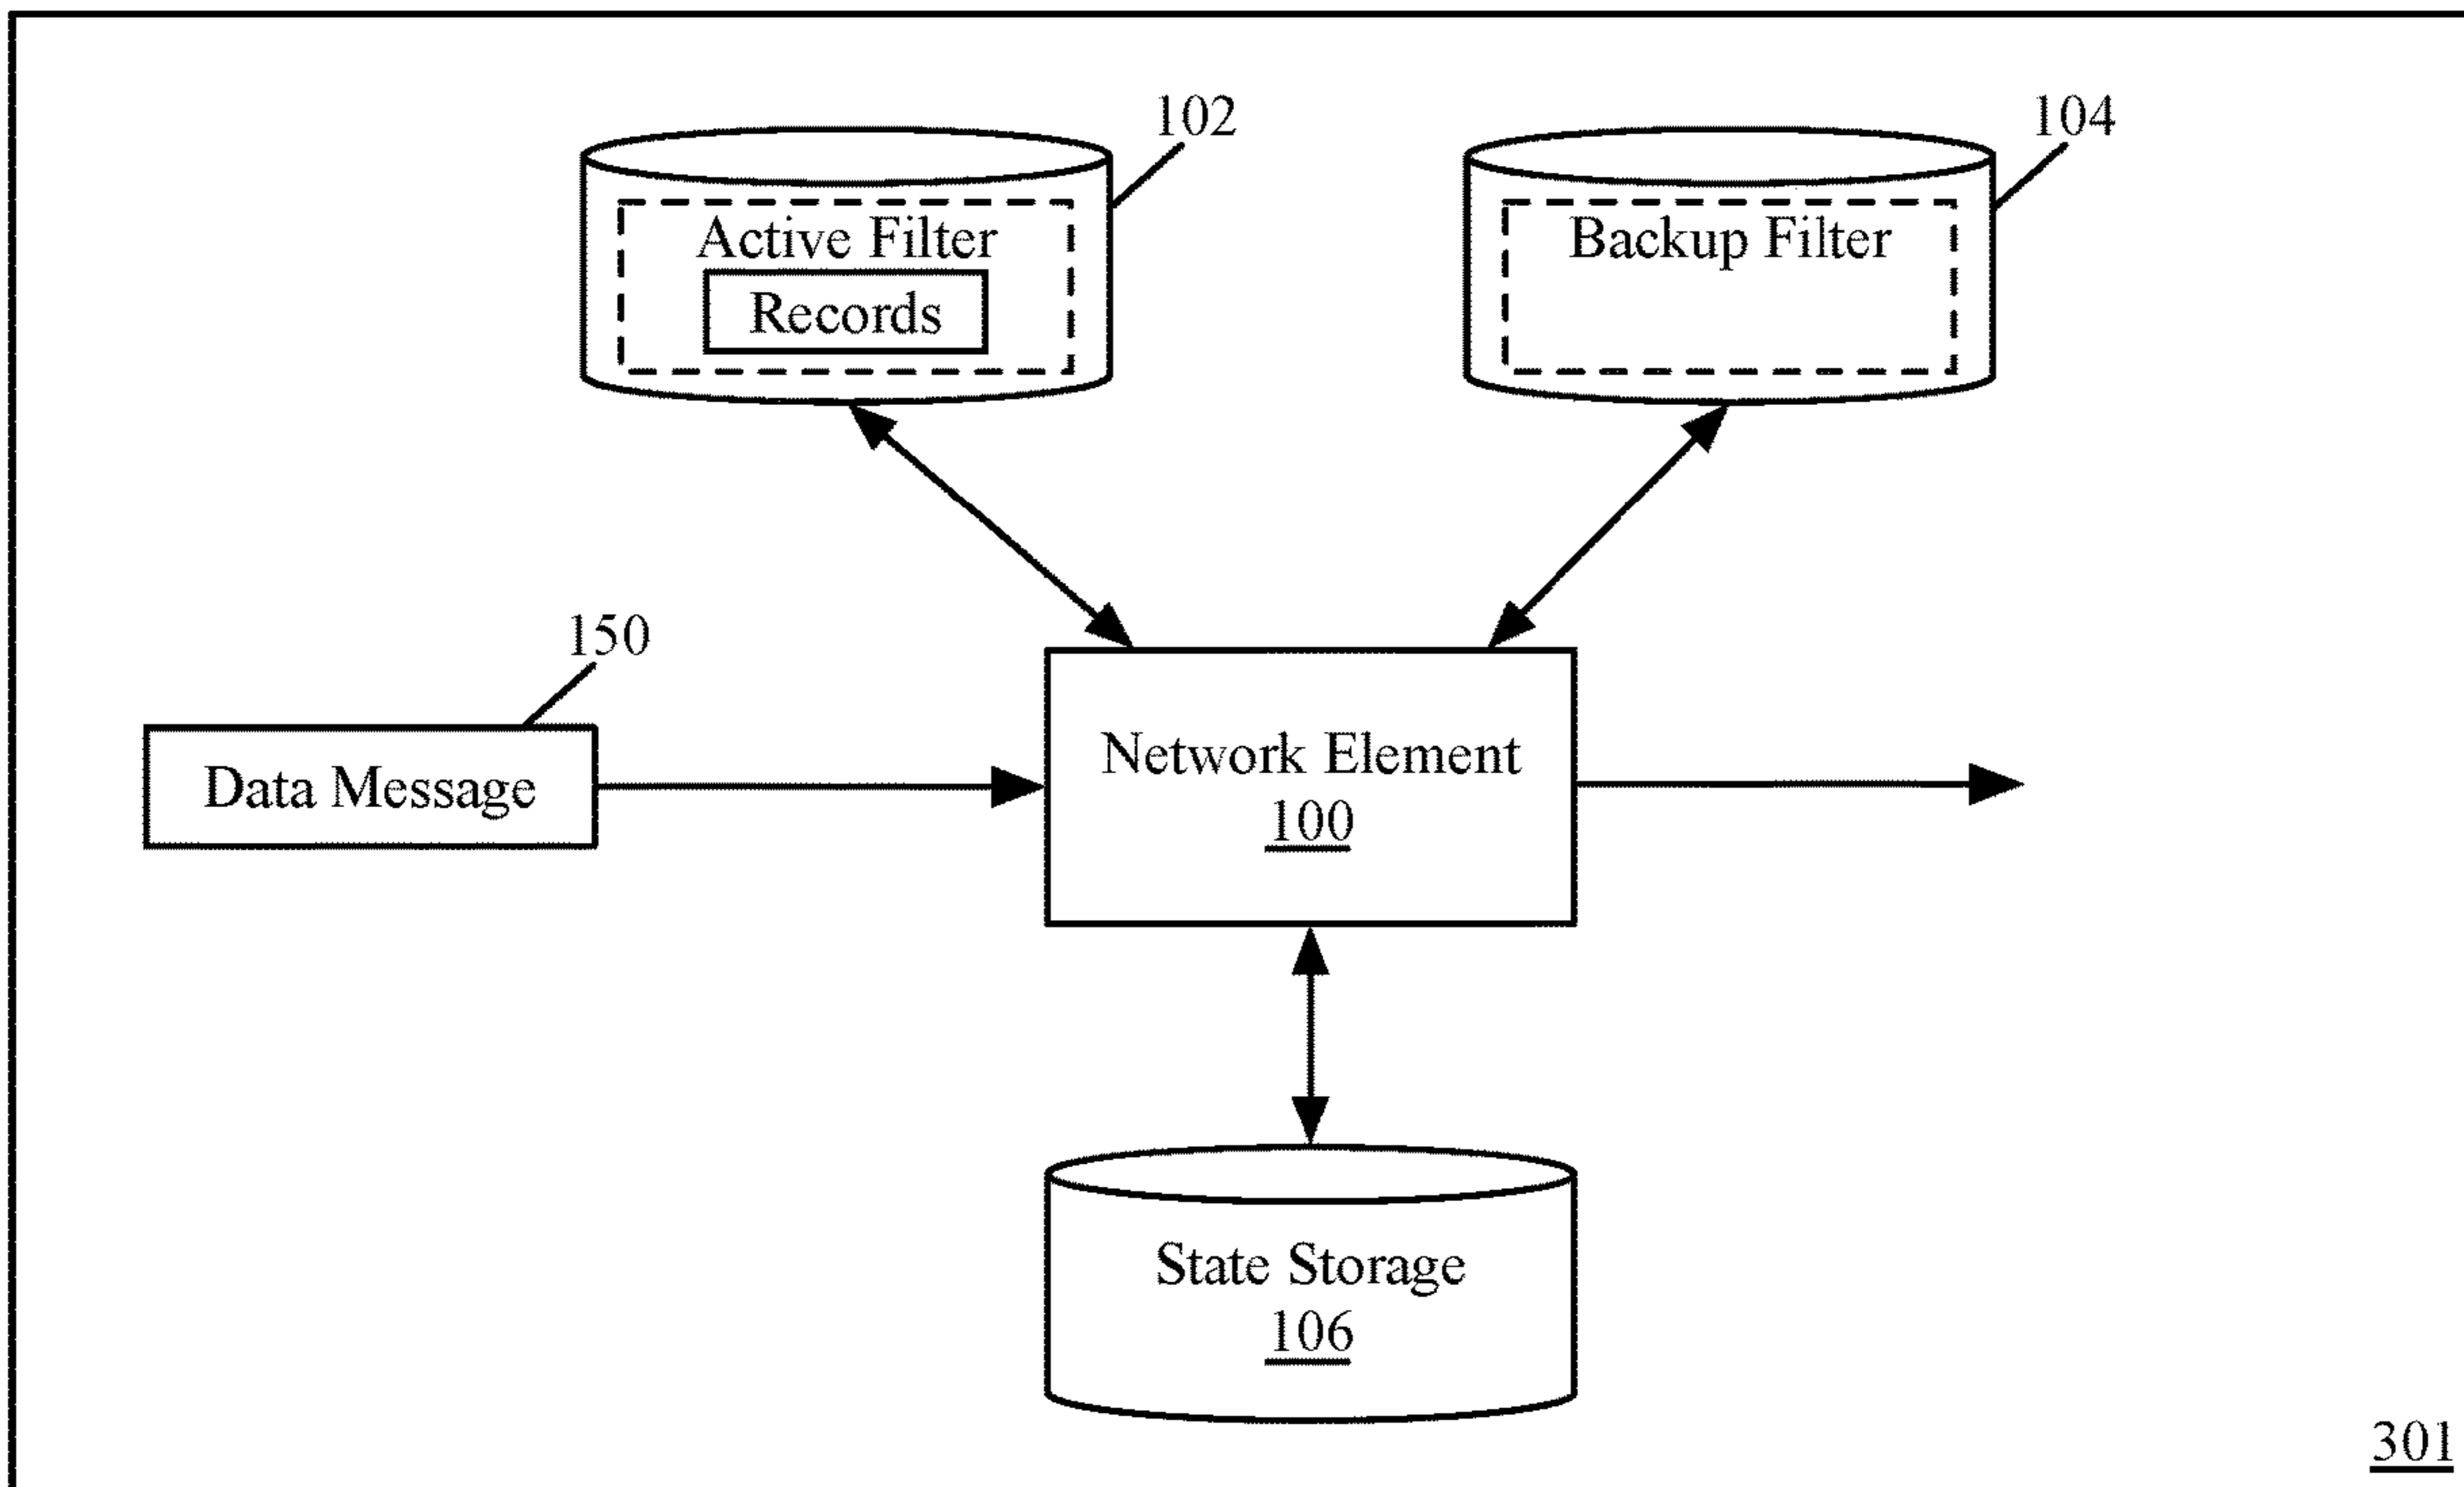 102
104
Active Filter
Records
Backup Filter
150
Data Message
Network Element
100
State Storage
106
301